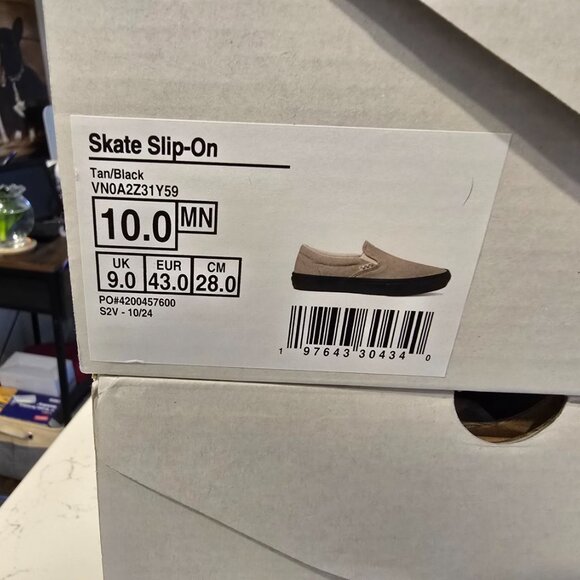 Skate Slip-On
Tan/Black
VN0A2Z31Y59
10.0 MN
UK EUR CM
9.0 43.0 28.0
PO#4200457600
S2V - 10/24
1 97643 30434 0